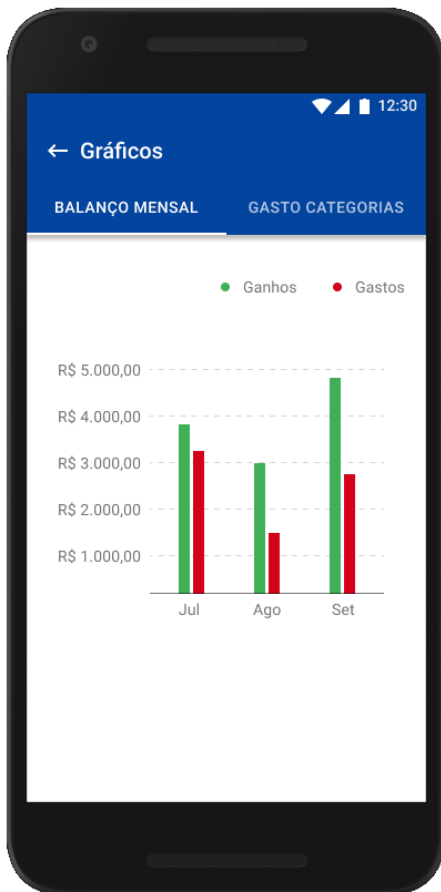 12:30
Gráficos
BALANÇO MENSAL GASTO CATEGORIAS
Ganhos Gastos
R$ 5.000,00
R$ 4.000,00
R$ 3.000,00
R$ 2.000,00
R$ 1.000,00
Jul Ago Set